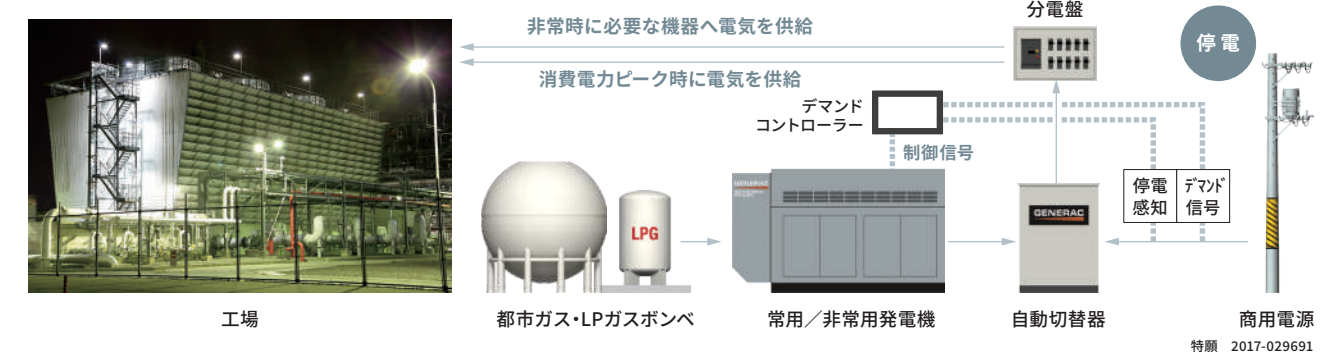 分電盤
非常時に必要な機器へ電気を供給
停電
消費電力ピーク時に電気を供給
デマンド
コントローラー
制御信号
停電
感知
デマンド
信号
GENERAC
LPG
GENERAC
工場
都市ガス・LPガスボンベ
常用／非常用発電機
自動切替器
商用電源
特願 2017-029691